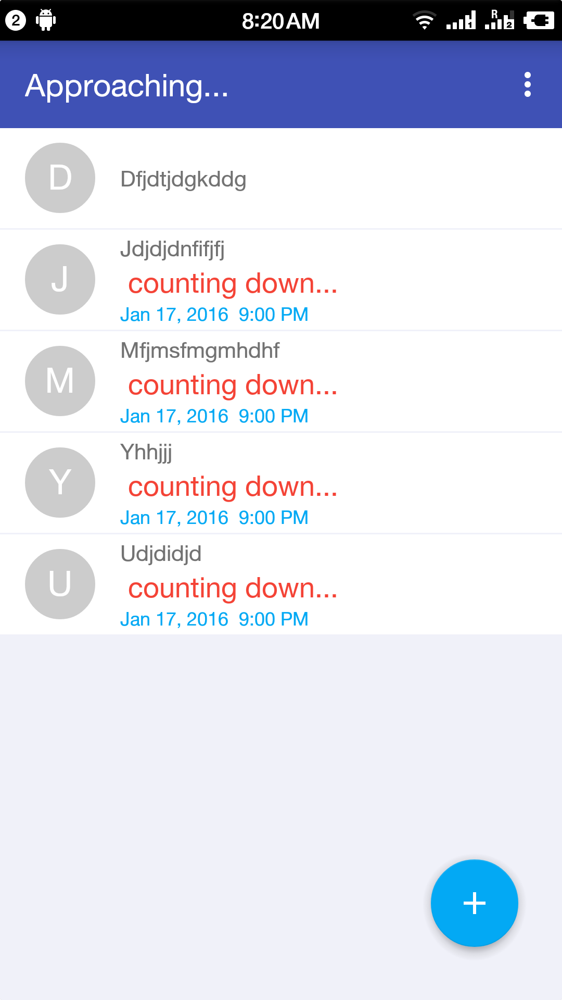 2 8:20AM 1 R 2
Approaching...
D Dfjdtjdgkddg
J Jdjdjdnfifjfj
counting down...
Jan 17, 2016 9:00 PM
M Mfjmsfmgmhdhf
counting down...
Jan 17, 2016 9:00 PM
Y Yhhjjj
counting down...
Jan 17, 2016 9:00 PM
U Udjdidjd
counting down...
Jan 17, 2016 9:00 PM